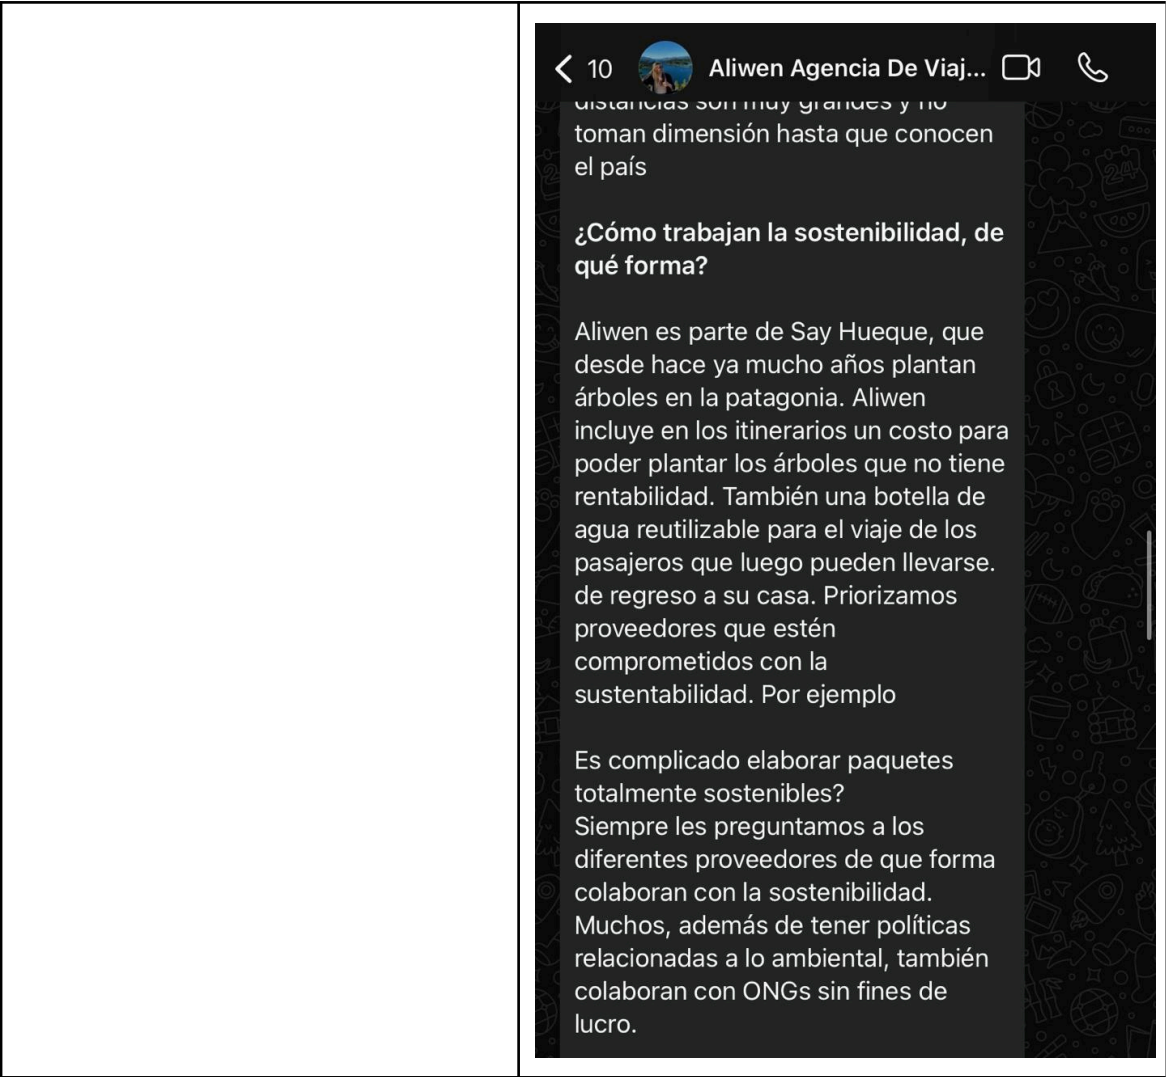 10
Aliwen Agencia De Viaj...
distancias son muy grandes y no
toman dimensión hasta que conocen
el país
¿Cómo trabajan la sostenibilidad, de
qué forma?
Aliwen es parte de Say Hueque, que
desde hace ya mucho años plantan
árboles en la patagonia. Aliwen
incluye en los itinerarios un costo para
poder plantar los árboles que no tiene
rentabilidad. También una botella de
agua reutilizable para el viaje de los
pasajeros que luego pueden llevarse.
de regreso a su casa. Priorizamos
proveedores que estén
comprometidos con la
sustentabilidad. Por ejemplo
Es complicado elaborar paquetes
totalmente sostenibles?
Siempre les preguntamos a los
diferentes proveedores de que forma
colaboran con la sostenibilidad.
Muchos, además de tener políticas
relacionadas a lo ambiental, también
colaboran con ONGs sin fines de
lucro.